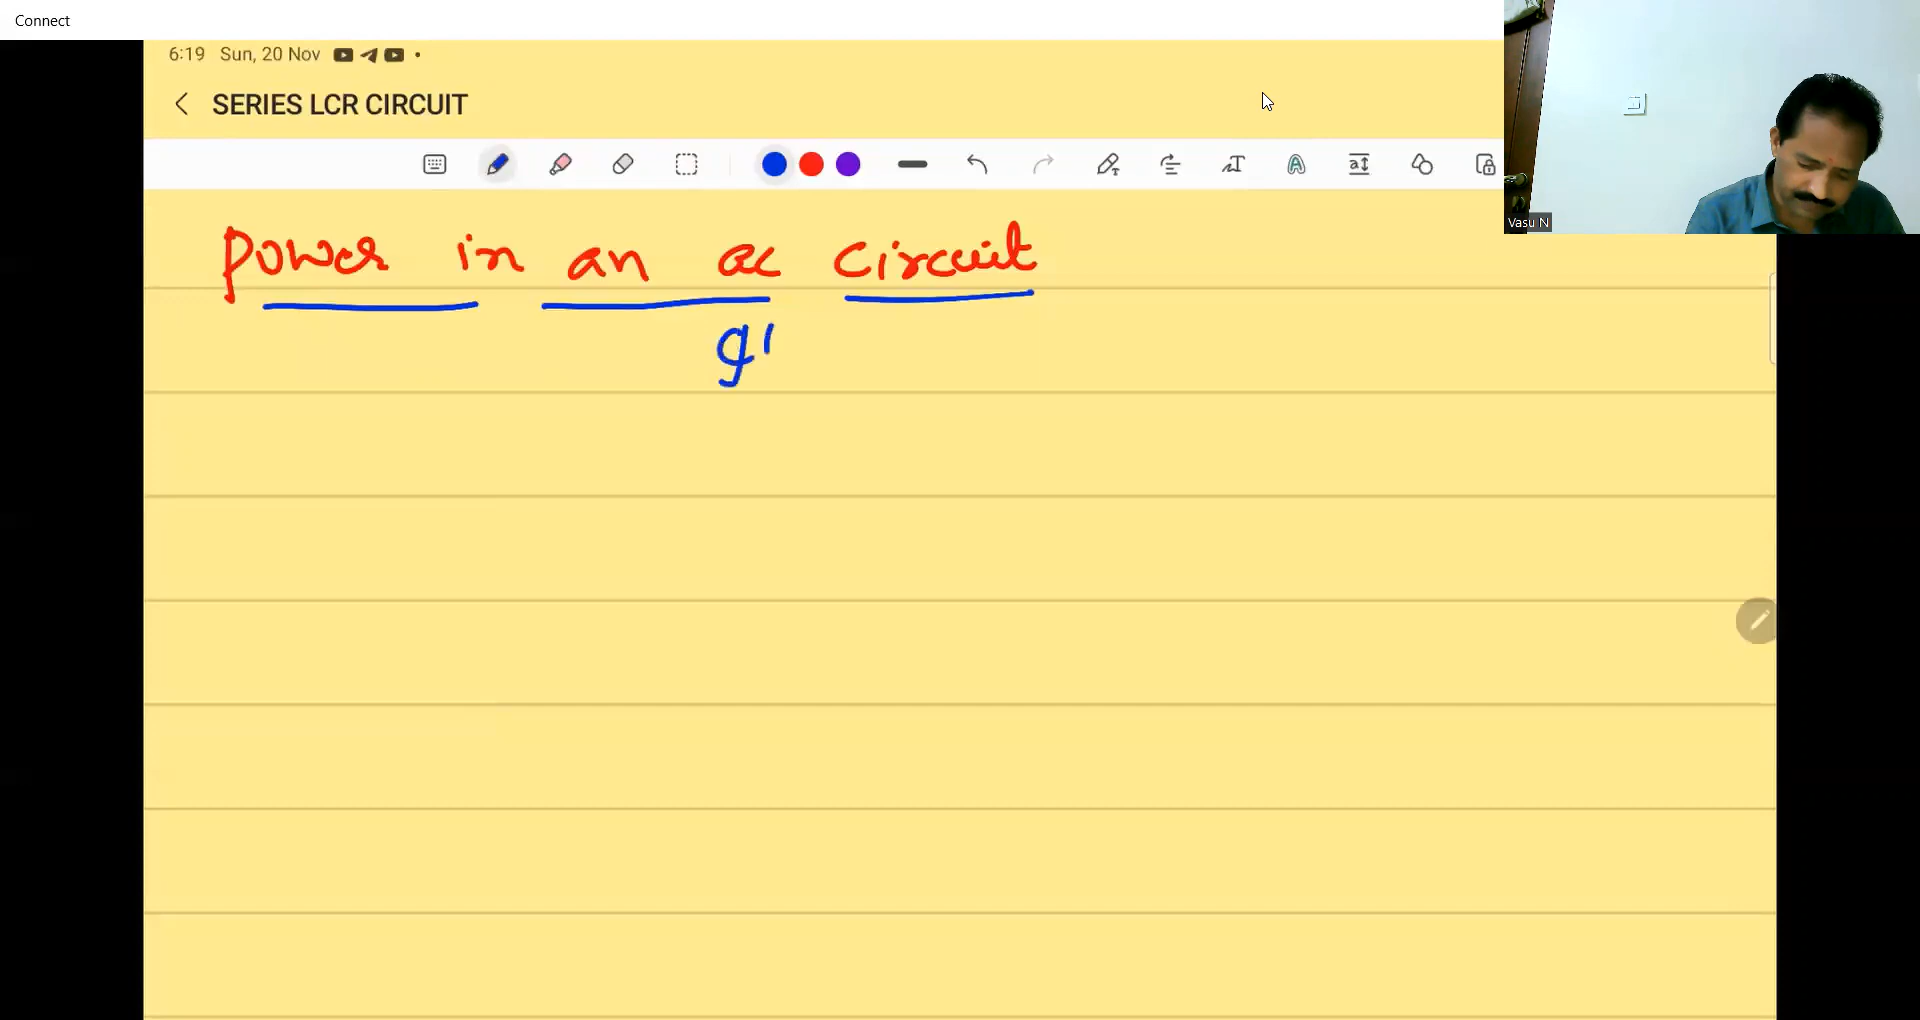 Connect
6:19 Sun, 20 Nov
SERIES LCR CIRCUIT
Vasu N
Power in an ac circuit